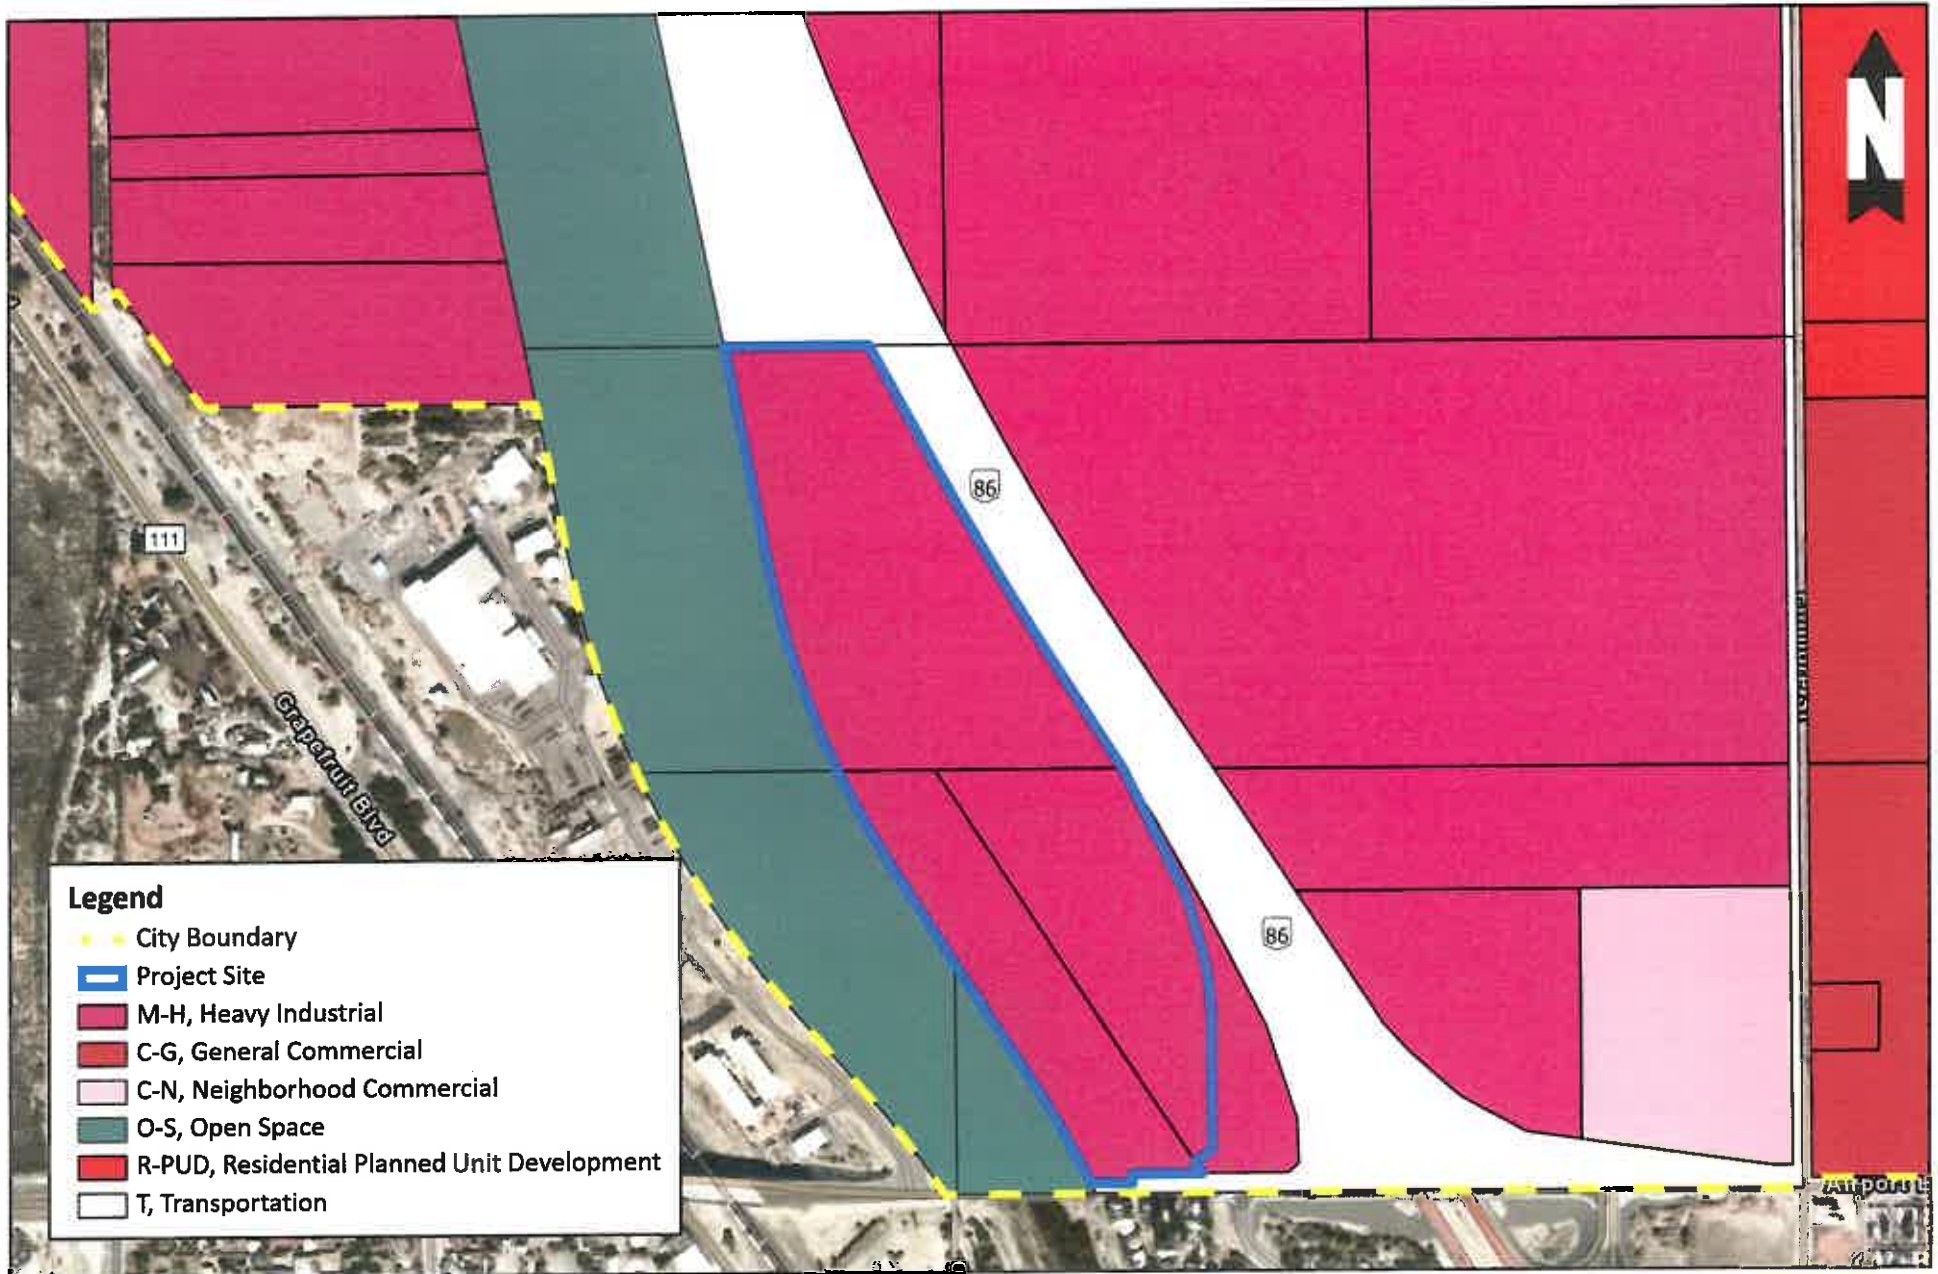 N
86
111
Grapefruit Blvd
86
Legend
City Boundary
Project Site
M-H, Heavy Industrial
C-G, General Commercial
C-N, Neighborhood Commercial
O-S, Open Space
R-PUD, Residential Planned Unit Development
T, Transportation